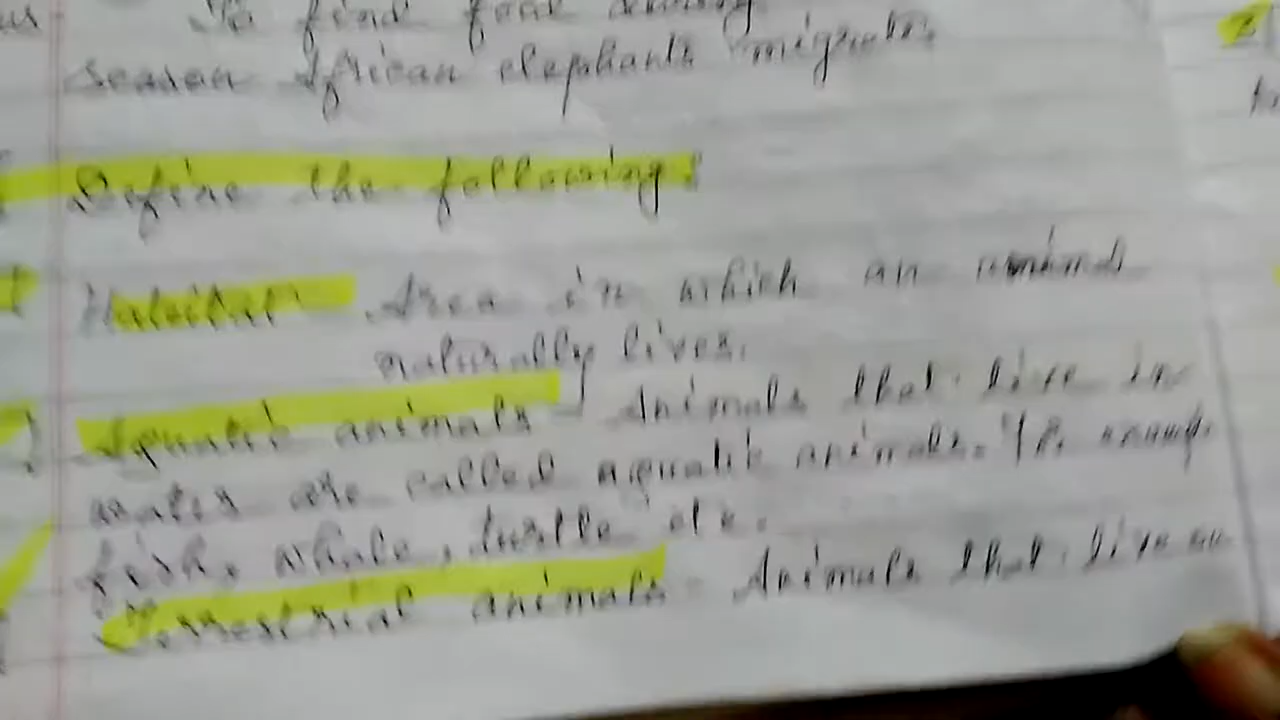 To find food during
season African elephants migrate
Define the following:
Habitat Area in which an animal
naturally lives.
Aquatic animals - Animals that live in
water are called aquatic animals.
fish, whale, turtle etc.
Terrestrial animals - Animals that live on